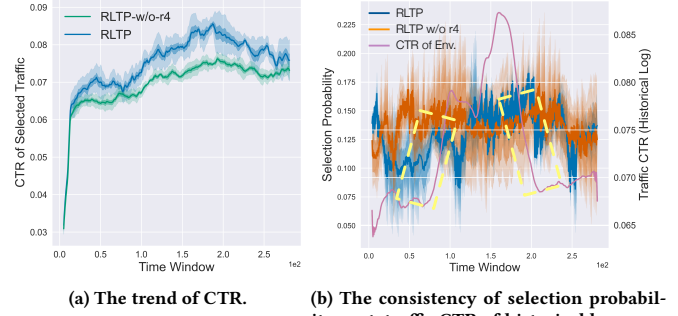 0.09
0.08
0.07
0.06
0.05
0.04
0.03
RLTP-w/o-r4
RLTP
CTR of Selected Traffic
0.0 0.5 1.0 1.5 2.0 2.5
1e2
Time Window
(a) The trend of CTR.
0.225
0.200
0.175
0.150
0.125
0.100
0.075
0.050
RLTP
RLTP w/o r4
CTR of Env.
Selection Probability
0.085
0.080
0.075
0.070
0.065
Traffic CTR (Historical Log)
0.0 0.5 1.0 1.5 2.0 2.5
1e2
Time Window
(b) The consistency of selection probabil-